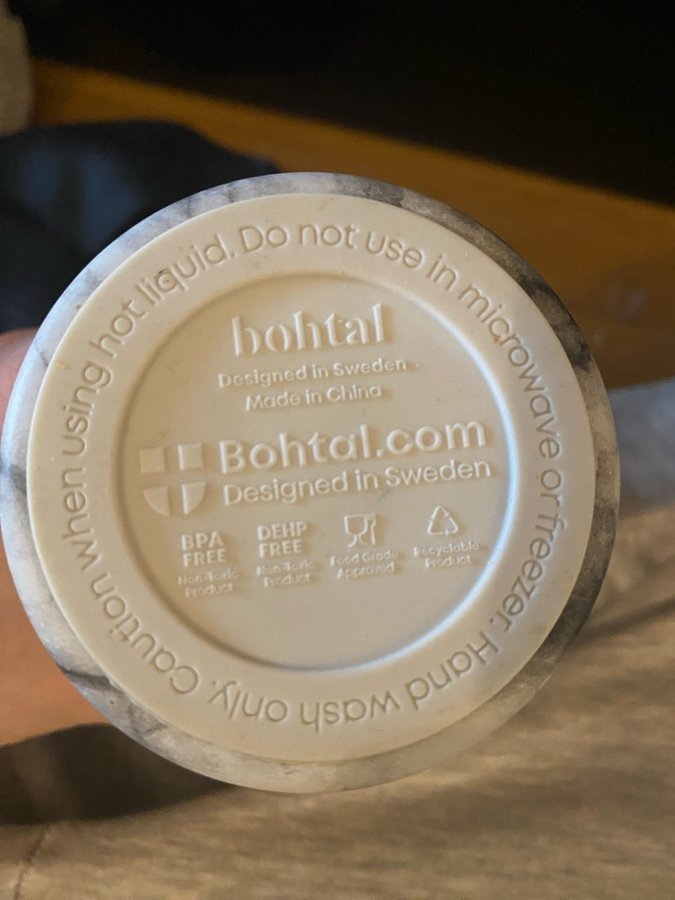 Caution when using hot liquid. Do not use in microwave or freezer. Hand wash only.
bohtal
Designed in Sweden
Made in China
Bohtal.com
Designed in Sweden
BPA FREE
Non-Toxic Product
DEHP FREE
Non-Toxic Product
Food Grade Approved
Recyclable Product